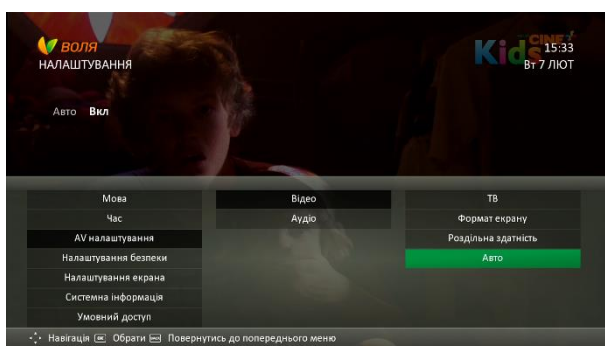 ВОЛЯ
НАЛАШТУВАННЯ
CINE+
Kids
15:33
Вт 7 ЛЮТ
Авто Вкл
Мова
Час
AV налаштування
Налаштування безпеки
Налаштування екрана
Системна інформація
Умовний доступ
Відео
Аудіо
ТВ
Формат екрану
Роздільна здатність
Авто
Навігація OK Обрати Повернутись до попереднього меню